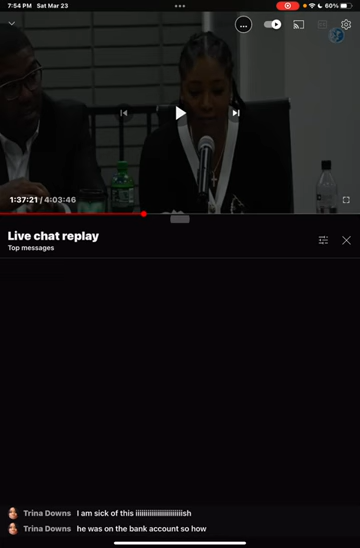 7:54 PM Sat Mar 23
60%
1:37:21 / 4:03:46
Live chat replay
Top messages
Trina Downs I am sick of this iiiiiiiiiiiiiiiiiiiiiiiish
Trina Downs he was on the bank account so how